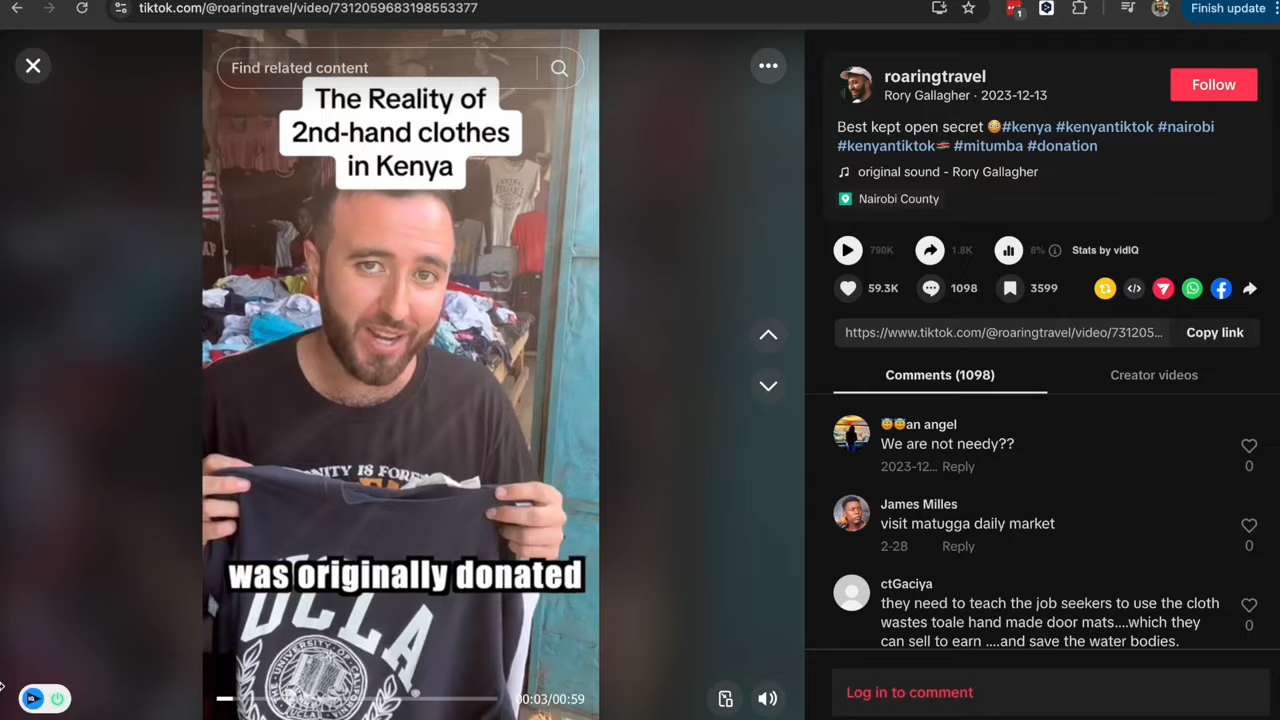 tiktok.com/@roaringtravel/video/7312059683198553377
1
Finish update
Find related content
The Reality of
2nd-hand clothes
in Kenya
was originally donated
UCLA
00:03/00:59
roaringtravel
Rory Gallagher · 2023-12-13
Follow
Best kept open secret 😳#kenya #kenyantiktok #nairobi
#kenyantiktok🇰🇪 #mitumba #donation
original sound - Rory Gallagher
Nairobi County
790K
1.8K
8%
Stats by vidIQ
59.3K
1098
3599
https://www.tiktok.com/@roaringtravel/video/731205...
Copy link
Comments (1098)
Creator videos
😇😇an angel
We are not needy??
2023-12... Reply
0
James Milles
visit matugga daily market
2-28 Reply
0
ctGaciya
they need to teach the job seekers to use the cloth
wastes toale hand made door mats....which they
can sell to earn ....and save the water bodies.
0
Log in to comment